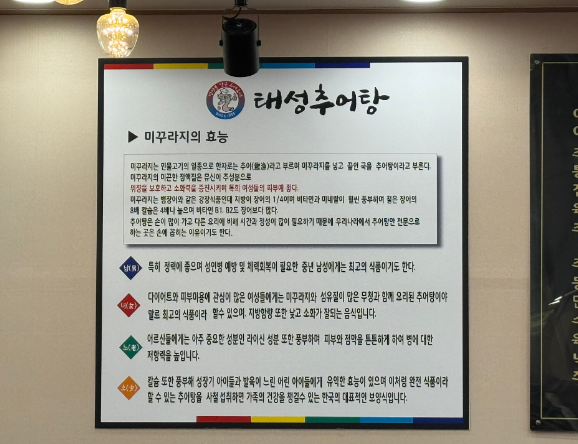 태성추어탕
▶ 미꾸라지의 효능
미꾸라지는 민물고기의 일종으로 한자로는 추어(鰍漁)라고 부르며 미꾸라지를 넣고 끓인 국을 추어탕이라고 부른다.
미꾸라지의 미끈한 점액질은 뮤신이 주성분으로
위장을 보호하고 소화력을 증진시키며 특히 여성들의 피부에 좋다.
미꾸라지는 뱀장어와 같은 강장식품인데 지방이 장어의 1/4이며 비타민과 미네랄이 훨씬 풍부하며 칼슘은 장어의
8배 칼슘은 4배나 높으며 비타민 B1. B2도 장어보다 많다.
추어탕은 손이 많이 가고 다른 요리에 비해 시간과 정성이 많이 필요하기 때문에 우리나라에서 추어탕만 전문으로
하는 곳은 손에 꼽히는 이유이기도 한다.
남(男) 특히 정력에 좋으며 성인병 예방 및 체력회복이 필요한 중년 남성에게는 최고의 식품이기도 한다.
녀(女) 다이어트와 피부미용에 관심이 많은 여성들에게는 미꾸라지와 섬유질이 많은 무청과 함께 요리된 추어탕이야
말로 최고의 식품이라 할수 있으며, 지방함량 또한 낮고 소화가 잘되는 음식입니다.
노(老) 어르신들에게는 아주 중요한 성분인 라이신 성분 또한 풍부하며 피부와 점막을 튼튼하게 하여 병에 대한
저항력을 높입니다.
소(少) 칼슘 또한 풍부해 성장기 아이들과 발육이 느린 어린 아이들에게 유익한 효능이 있으며 이처럼 완전 식품이라
할 수 있는 추어탕을 사철 섭취하면 가족의 건강을 챙길수 있는 한국의 대표적인 보양식입니다.